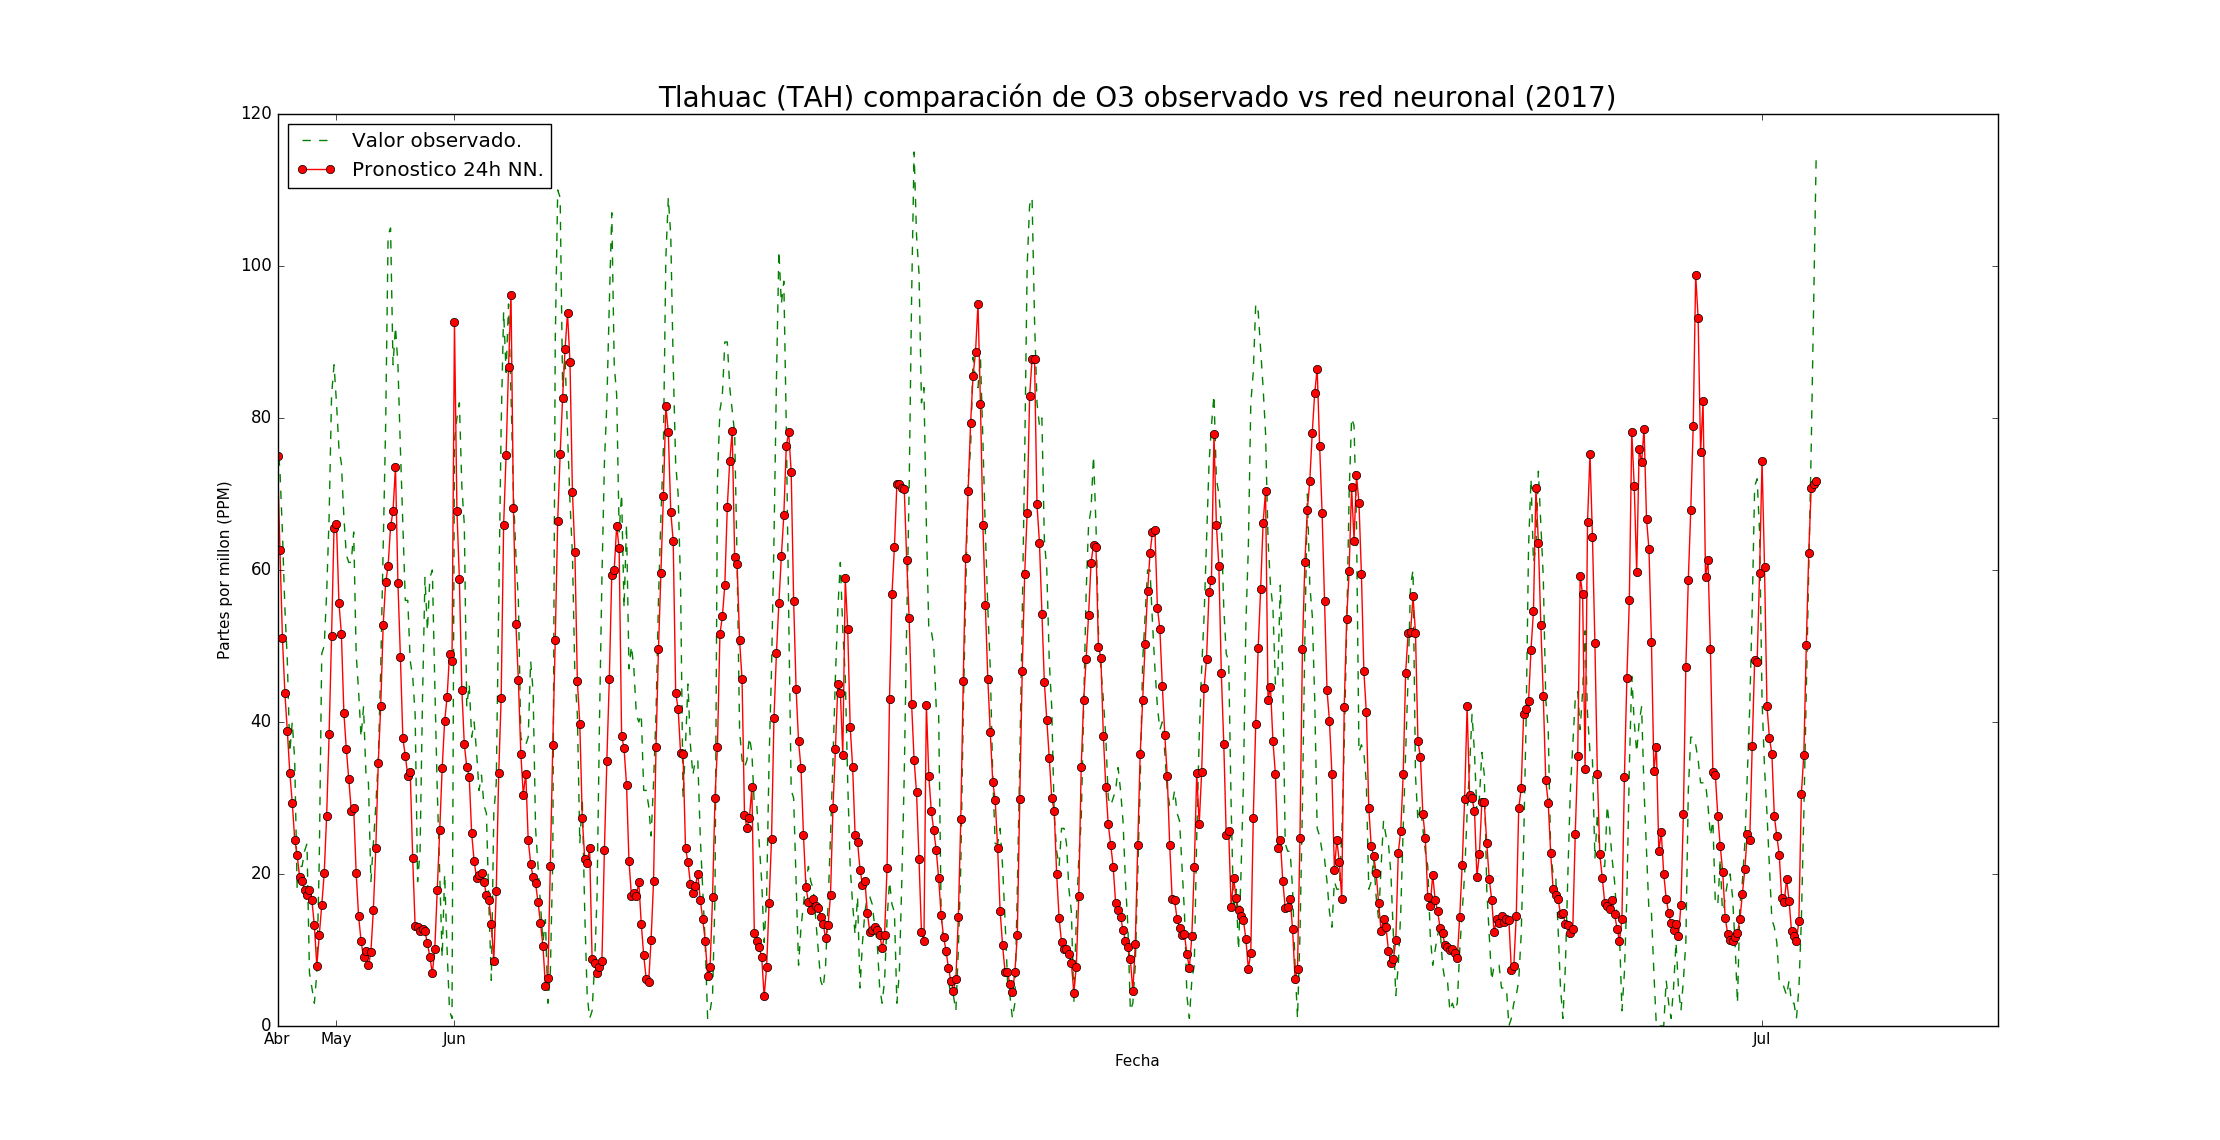 Tlahuac (TAH) comparación de O3 observado vs red neuronal (2017)
Valor observado.
Pronostico 24h NN.
120
100
80
60
40
20
0
Partes por millon (PPM)
Abr May Jun Jul
Fecha